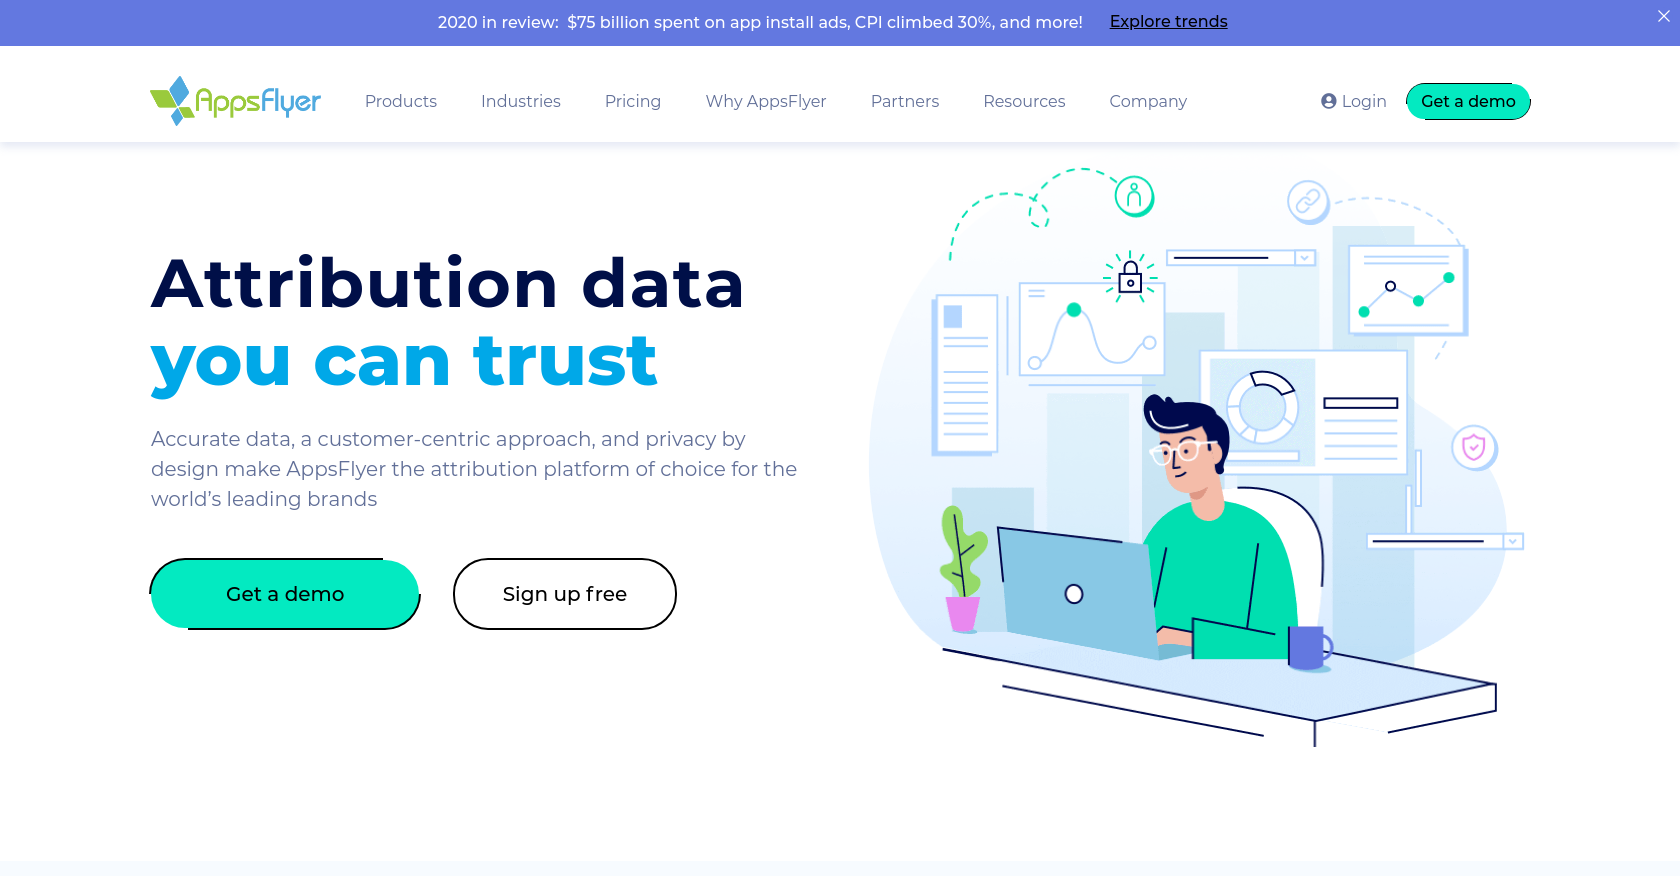 2020 in review:  $75 billion spent on app install ads, CPI climbed 30%, and more! Explore trends
AppsFlyer Products Industries Pricing Why AppsFlyer Partners Resources Company Login Get a demo
Attribution data
you can trust
Accurate data, a customer-centric approach, and privacy by
design make AppsFlyer the attribution platform of choice for the
world’s leading brands
Get a demo Sign up free